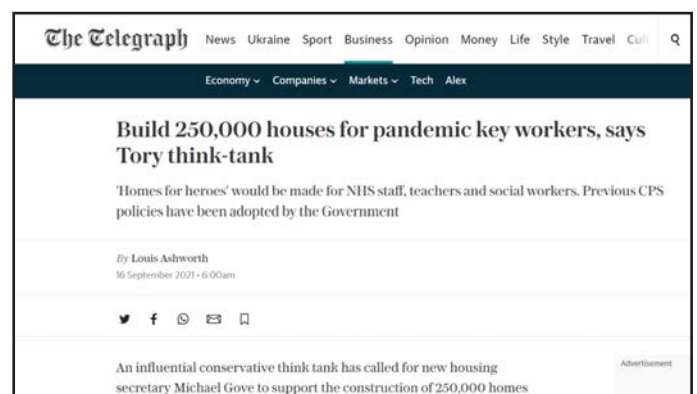 The Telegraph News Ukraine Sport Business Opinion Money Life Style Travel Cul
Economy Companies Markets Tech Alex
Build 250,000 houses for pandemic key workers, says
Tory think-tank
'Homes for heroes' would be made for NHS staff, teachers and social workers. Previous CPS
policies have been adopted by the Government
By Louis Ashworth
16 September 2021 • 6:00am
An influential conservative think tank has called for new housing
secretary Michael Gove to support the construction of 250,000 homes
Advertisement